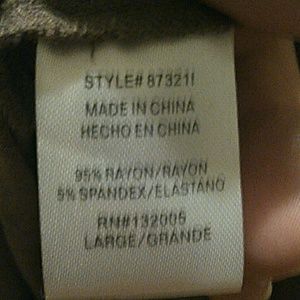 STYLE# 87321I
MADE IN CHINA
HECHO EN CHINA
95% RAYON/RAYON
5% SPANDEX/ELASTANO
RN#132005
LARGE/GRANDE